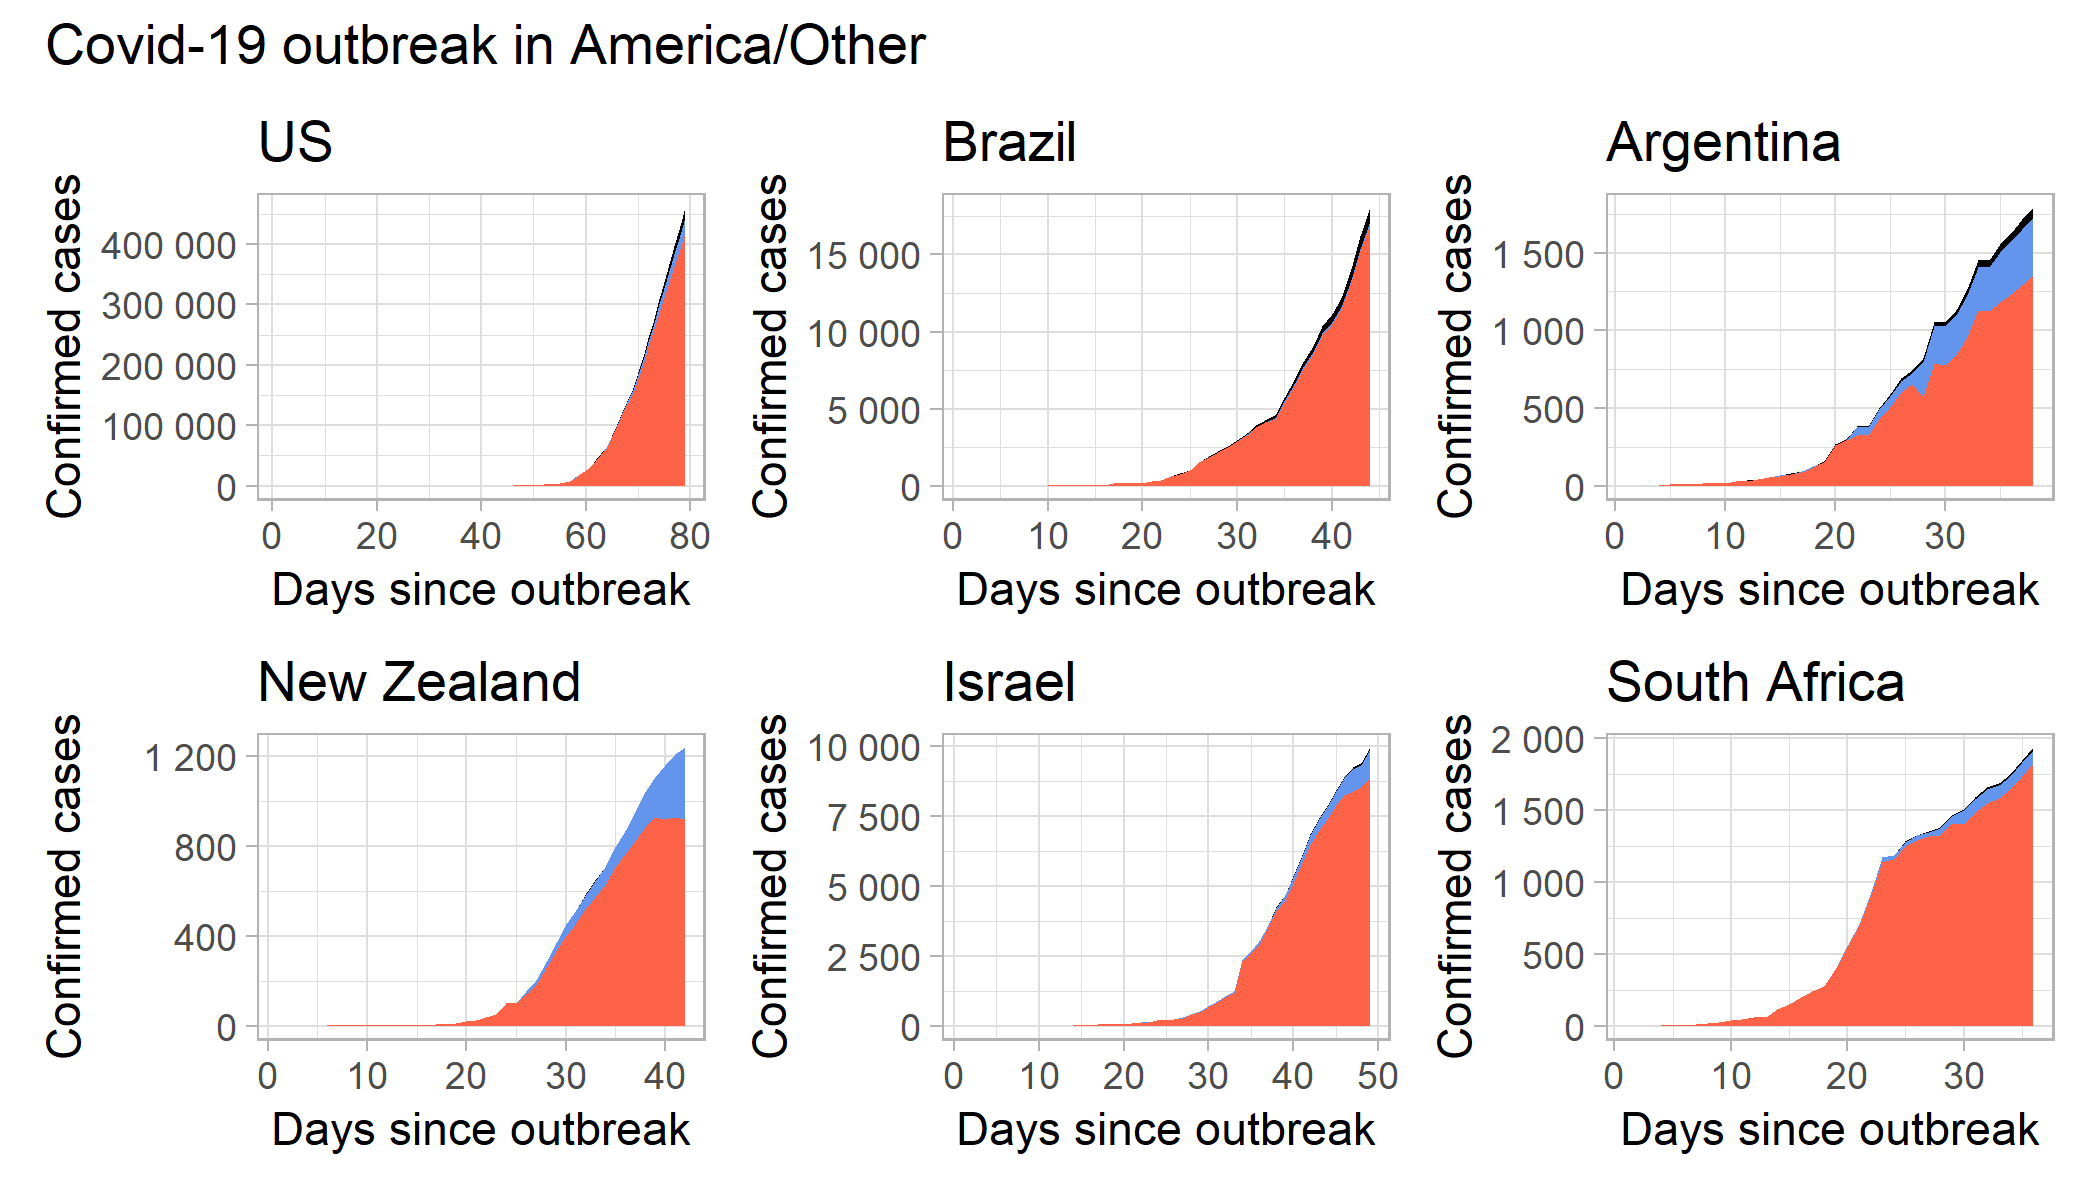 Covid-19 outbreak in America/Other
US
Confirmed cases
400 000
300 000
200 000
100 000
0
0 20 40 60 80
Days since outbreak
Brazil
Confirmed cases
15 000
10 000
5 000
0
0 10 20 30 40
Days since outbreak
Argentina
Confirmed cases
1 500
1 000
500
0
0 10 20 30
Days since outbreak
New Zealand
Confirmed cases
1 200
800
400
0
0 10 20 30 40
Days since outbreak
Israel
Confirmed cases
10 000
7 500
5 000
2 500
0
0 10 20 30 40 50
Days since outbreak
South Africa
Confirmed cases
2 000
1 500
1 000
500
0
0 10 20 30
Days since outbreak